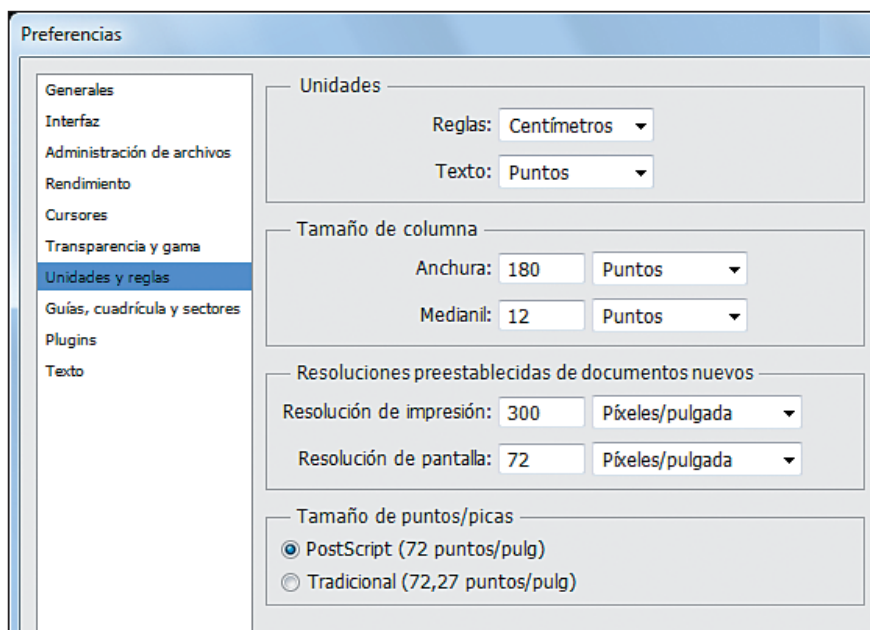 Preferencias
Generales
Interfaz
Administración de archivos
Rendimiento
Cursores
Transparencia y gama
Unidades y reglas
Guías, cuadrícula y sectores
Plugins
Texto
Unidades
Reglas: Centímetros
Texto: Puntos
Tamaño de columna
Anchura: 180 Puntos
Medianil: 12 Puntos
Resoluciones preestablecidas de documentos nuevos
Resolución de impresión: 300 Píxeles/pulgada
Resolución de pantalla: 72 Píxeles/pulgada
Tamaño de puntos/picas
PostScript (72 puntos/pulg)
Tradicional (72,27 puntos/pulg)